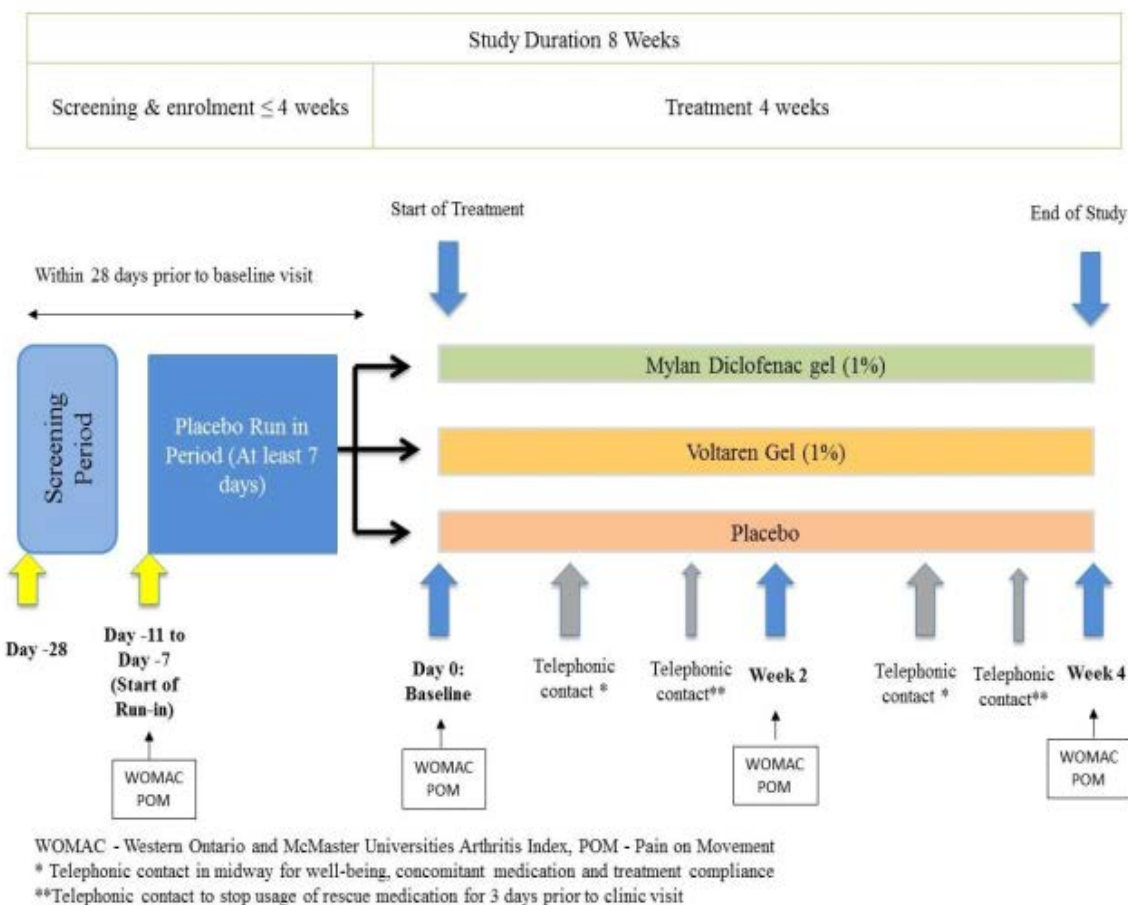 Study Duration 8 Weeks
Screening & enrolment ≤ 4 weeks
Treatment 4 weeks
Start of Treatment
End of Study
Within 28 days prior to baseline visit
Screening
Period
Placebo Run in
Period (At least 7
days)
Mylan Diclofenac gel (1%)
Voltaren Gel (1%)
Placebo
Day -28
Day -11 to
Day -7
(Start of
Run-in)
Day 0:
Baseline
Telephonic
contact *
Telephonic
contact**
Week 2
Telephonic
contact *
Telephonic
contact**
Week 4
WOMAC
POM
WOMAC
POM
WOMAC
POM
WOMAC
POM
WOMAC - Western Ontario and McMaster Universities Arthritis Index, POM - Pain on Movement
* Telephonic contact in midway for well-being, concomitant medication and treatment compliance
**Telephonic contact to stop usage of rescue medication for 3 days prior to clinic visit